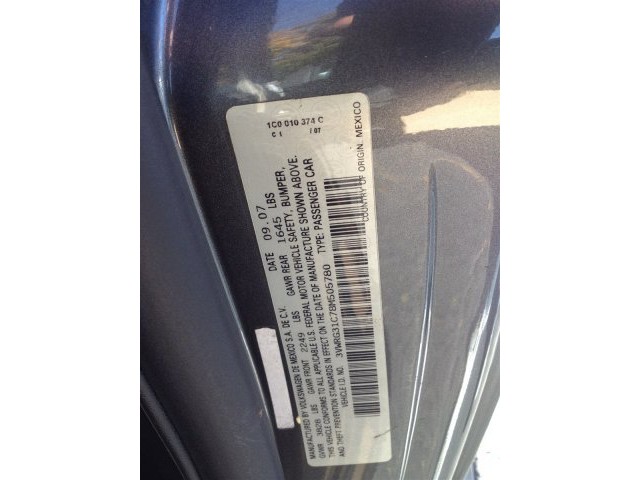 1C0 010 374 C
C 1 / 07
MANUFACTURED BY VOLKSWAGEN DE MEXICO S.A. DE C.V. DATE 09.07
GVWR 3828 LBS GAWR FRONT 2249 LBS GAWR REAR 1645 LBS
THIS VEHICLE CONFORMS TO ALL APPLICABLE U.S. FEDERAL MOTOR VEHICLE SAFETY, BUMPER,
AND THEFT PREVENTION STANDARDS IN EFFECT ON THE DATE OF MANUFACTURE SHOWN ABOVE.
VEHICLE I.D. NO. 3VWRG31C78M505780 TYPE: PASSENGER CAR
COUNTRY OF ORIGIN. MEXICO